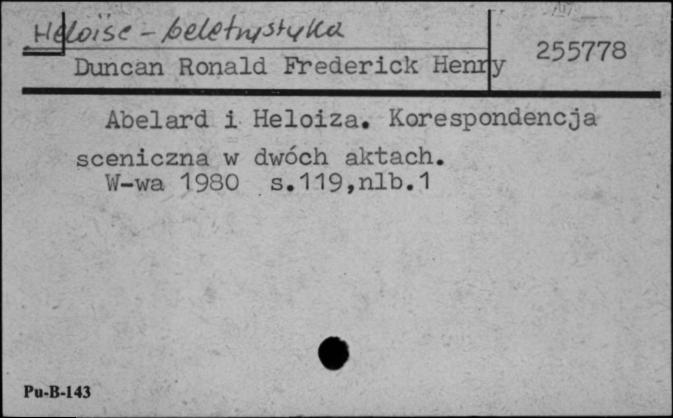 Heloïse - beletrystyka
255778
Duncan Ronald Frederick Henry
Abelard i Heloiza. Korespondencja
sceniczna w dwóch aktach.
W-wa 1980 s.119,nlb.1
Pu-B-143